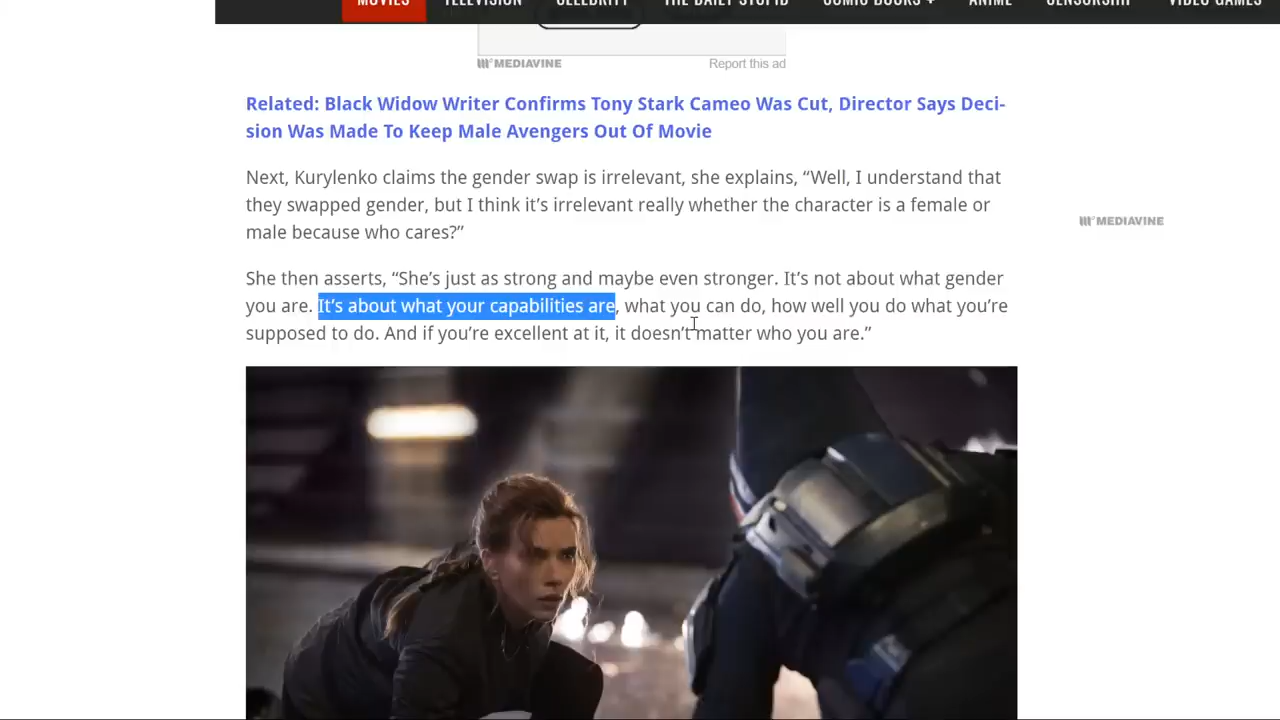 MOVIES TELEVISION CELEBRITY THE DAILY STUPID COMIC BOOKS + ANIME CENSORSHIP VIDEO GAMES
MEDIAVINE Report this ad
Related: Black Widow Writer Confirms Tony Stark Cameo Was Cut, Director Says Deci-
sion Was Made To Keep Male Avengers Out Of Movie
Next, Kurylenko claims the gender swap is irrelevant, she explains, “Well, I understand that
they swapped gender, but I think it’s irrelevant really whether the character is a female or
male because who cares?”
MEDIAVINE
She then asserts, “She’s just as strong and maybe even stronger. It’s not about what gender
you are. It’s about what your capabilities are, what you can do, how well you do what you’re
supposed to do. And if you’re excellent at it, it doesn’t matter who you are.”